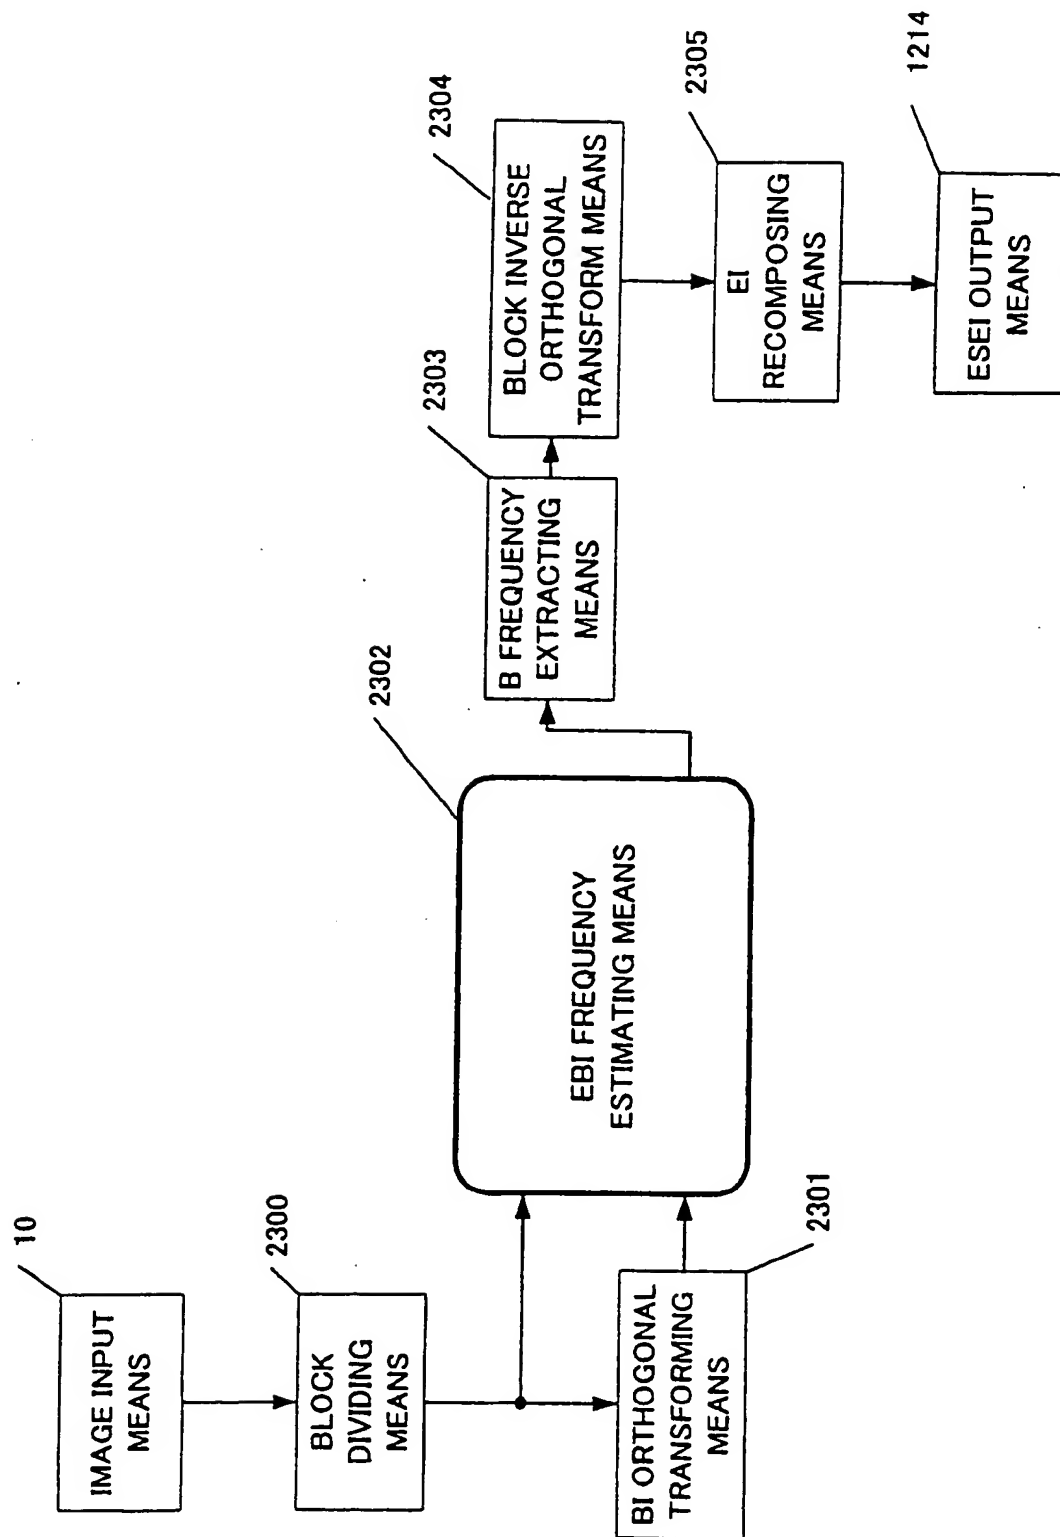 10
IMAGE INPUT
MEANS
2300
BLOCK
DIVIDING
MEANS
BI ORTHOGONAL
TRANSFORMING
MEANS
2301
2302
EBI FREQUENCY
ESTIMATING MEANS
2303
B FREQUENCY
EXTRACTING
MEANS
2304
BLOCK INVERSE
ORTHOGONAL
TRANSFORM MEANS
2305
EI
RECOMPOSING
MEANS
1214
ESEI OUTPUT
MEANS